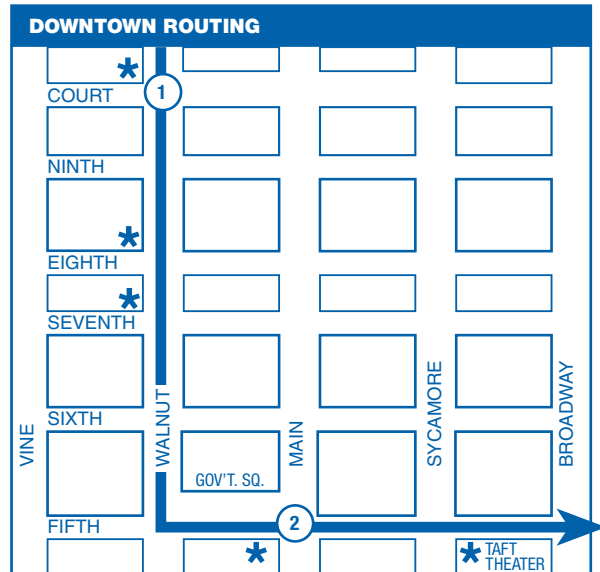 DOWNTOWN ROUTING
*
COURT
1
NINTH
*
EIGHTH
*
SEVENTH
SIXTH
VINE
WALNUT
MAIN
SYCAMORE
BROADWAY
GOV'T. SQ.
FIFTH
2
*
* TAFT
THEATER